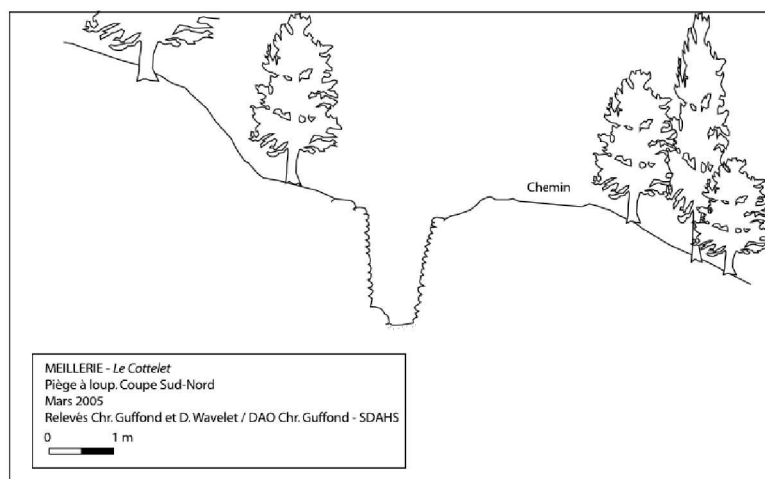 Chemin
MEILLERIE - Le Cottelet
Piège à loup. Coupe Sud-Nord
Mars 2005
Relevés Chr. Guffond et D. Wavelet / DAO Chr. Guffond - SDAHS
0 1 m